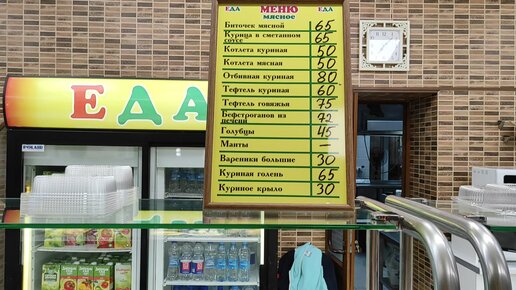 ЕДА МЕНЮ ЕДА
мясное
Биточек мясной 65
Курица в сметанном соусе 65
Котлета куриная 50
Котлета мясная 50
Отбивная куриная 80
Тефтель куриная 60
Тефтель говяжья 75
Бефстроганов из печени 72
Голубцы 45
Манты –
Вареники большие 30
Куриная голень 65
Куриное крыло 30
ЕДА